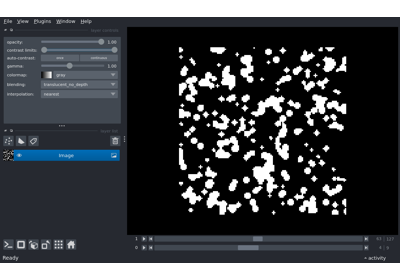 File View Plugins Window Help
opacity: 1.00
contrast limits:
auto-contrast: once continuous
gamma: 1.00
colormap: gray
blending: translucent_no_depth
interpolation: nearest
Image
1
0
Ready activity